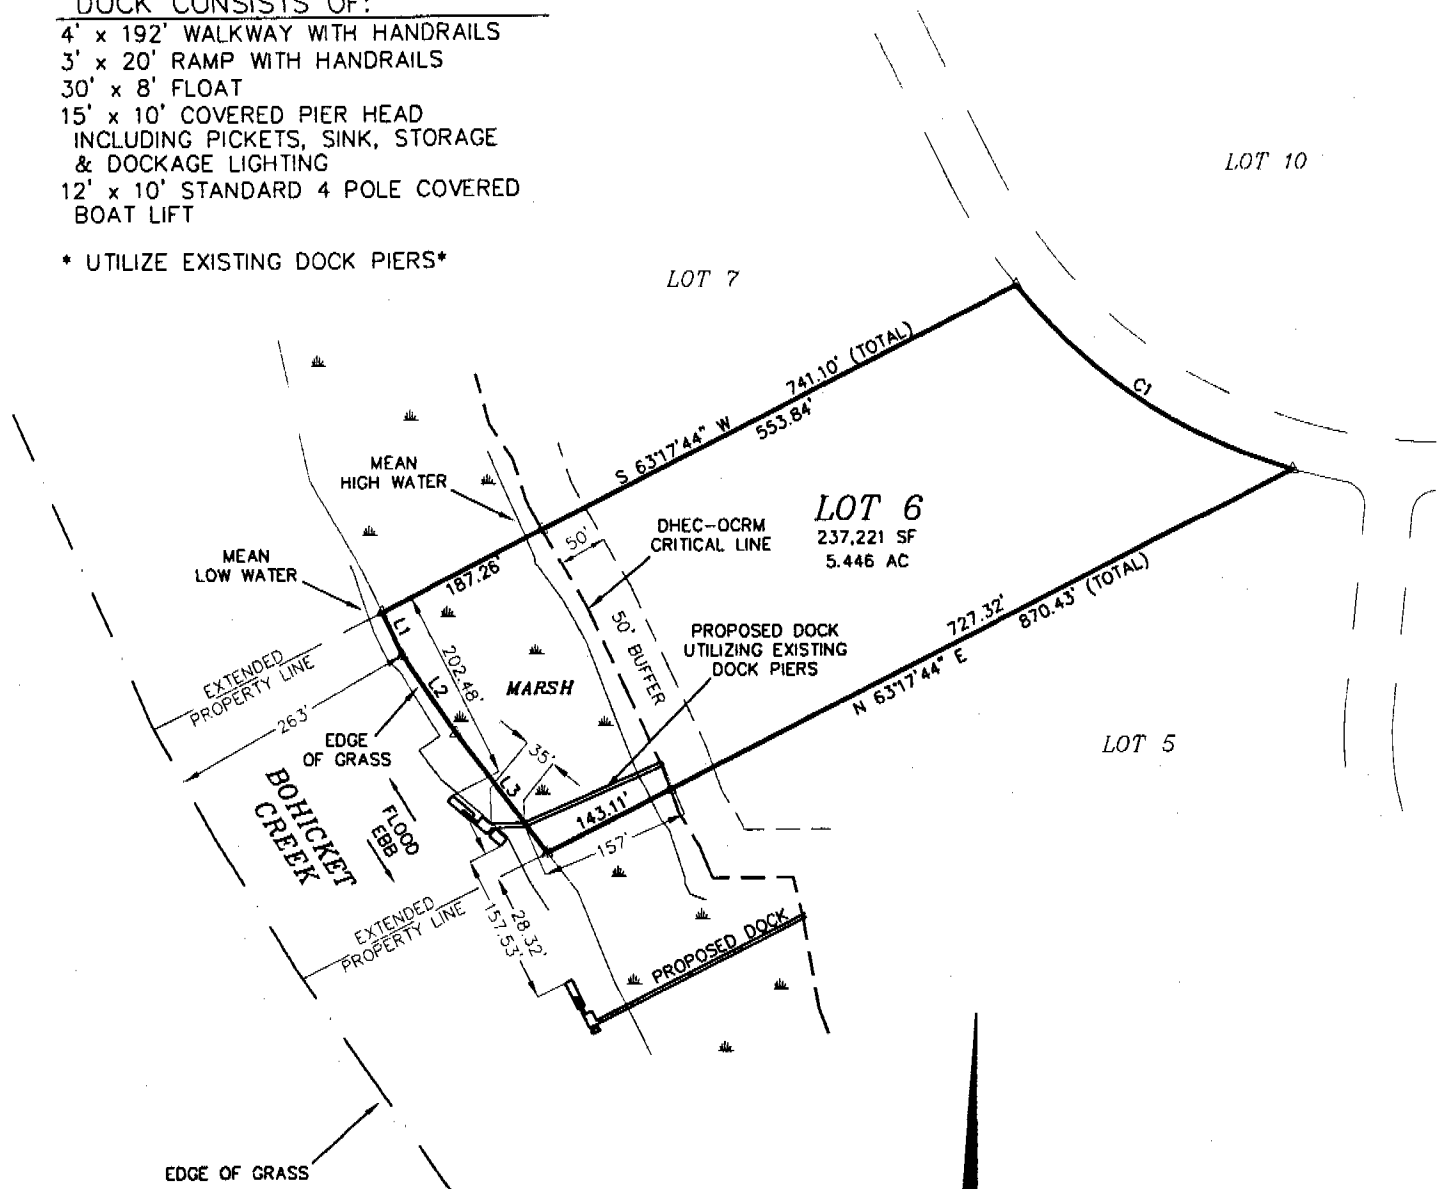 DOCK CONSISTS OF:
4' x 192' WALKWAY WITH HANDRAILS
3' x 20' RAMP WITH HANDRAILS
30' x 8' FLOAT
15' x 10' COVERED PIER HEAD
INCLUDING PICKETS, SINK, STORAGE
& DOCKAGE LIGHTING
12' x 10' STANDARD 4 POLE COVERED
BOAT LIFT
* UTILIZE EXISTING DOCK PIERS*
LOT 10
LOT 7
741.10' (TOTAL)
S 63°17'44" W
553.84'
C1
MEAN
HIGH WATER
LOT 6
237,221 SF
5.446 AC
DHEC-OCRM
CRITICAL LINE
50'
MEAN
LOW WATER
187.26'
L1
50' BUFFER
PROPOSED DOCK
UTILIZING EXISTING
DOCK PIERS
727.32'
870.43' (TOTAL)
N 63°17'44" E
EXTENDED
PROPERTY LINE
202.48'
L2
MARSH
263'
EDGE
OF GRASS
35'
L3
LOT 5
BOHICKET
CREEK
FLOOD
EBB
143.11'
157'
EXTENDED
PROPERTY LINE
28.32'
157.53'
PROPOSED DOCK
EDGE OF GRASS